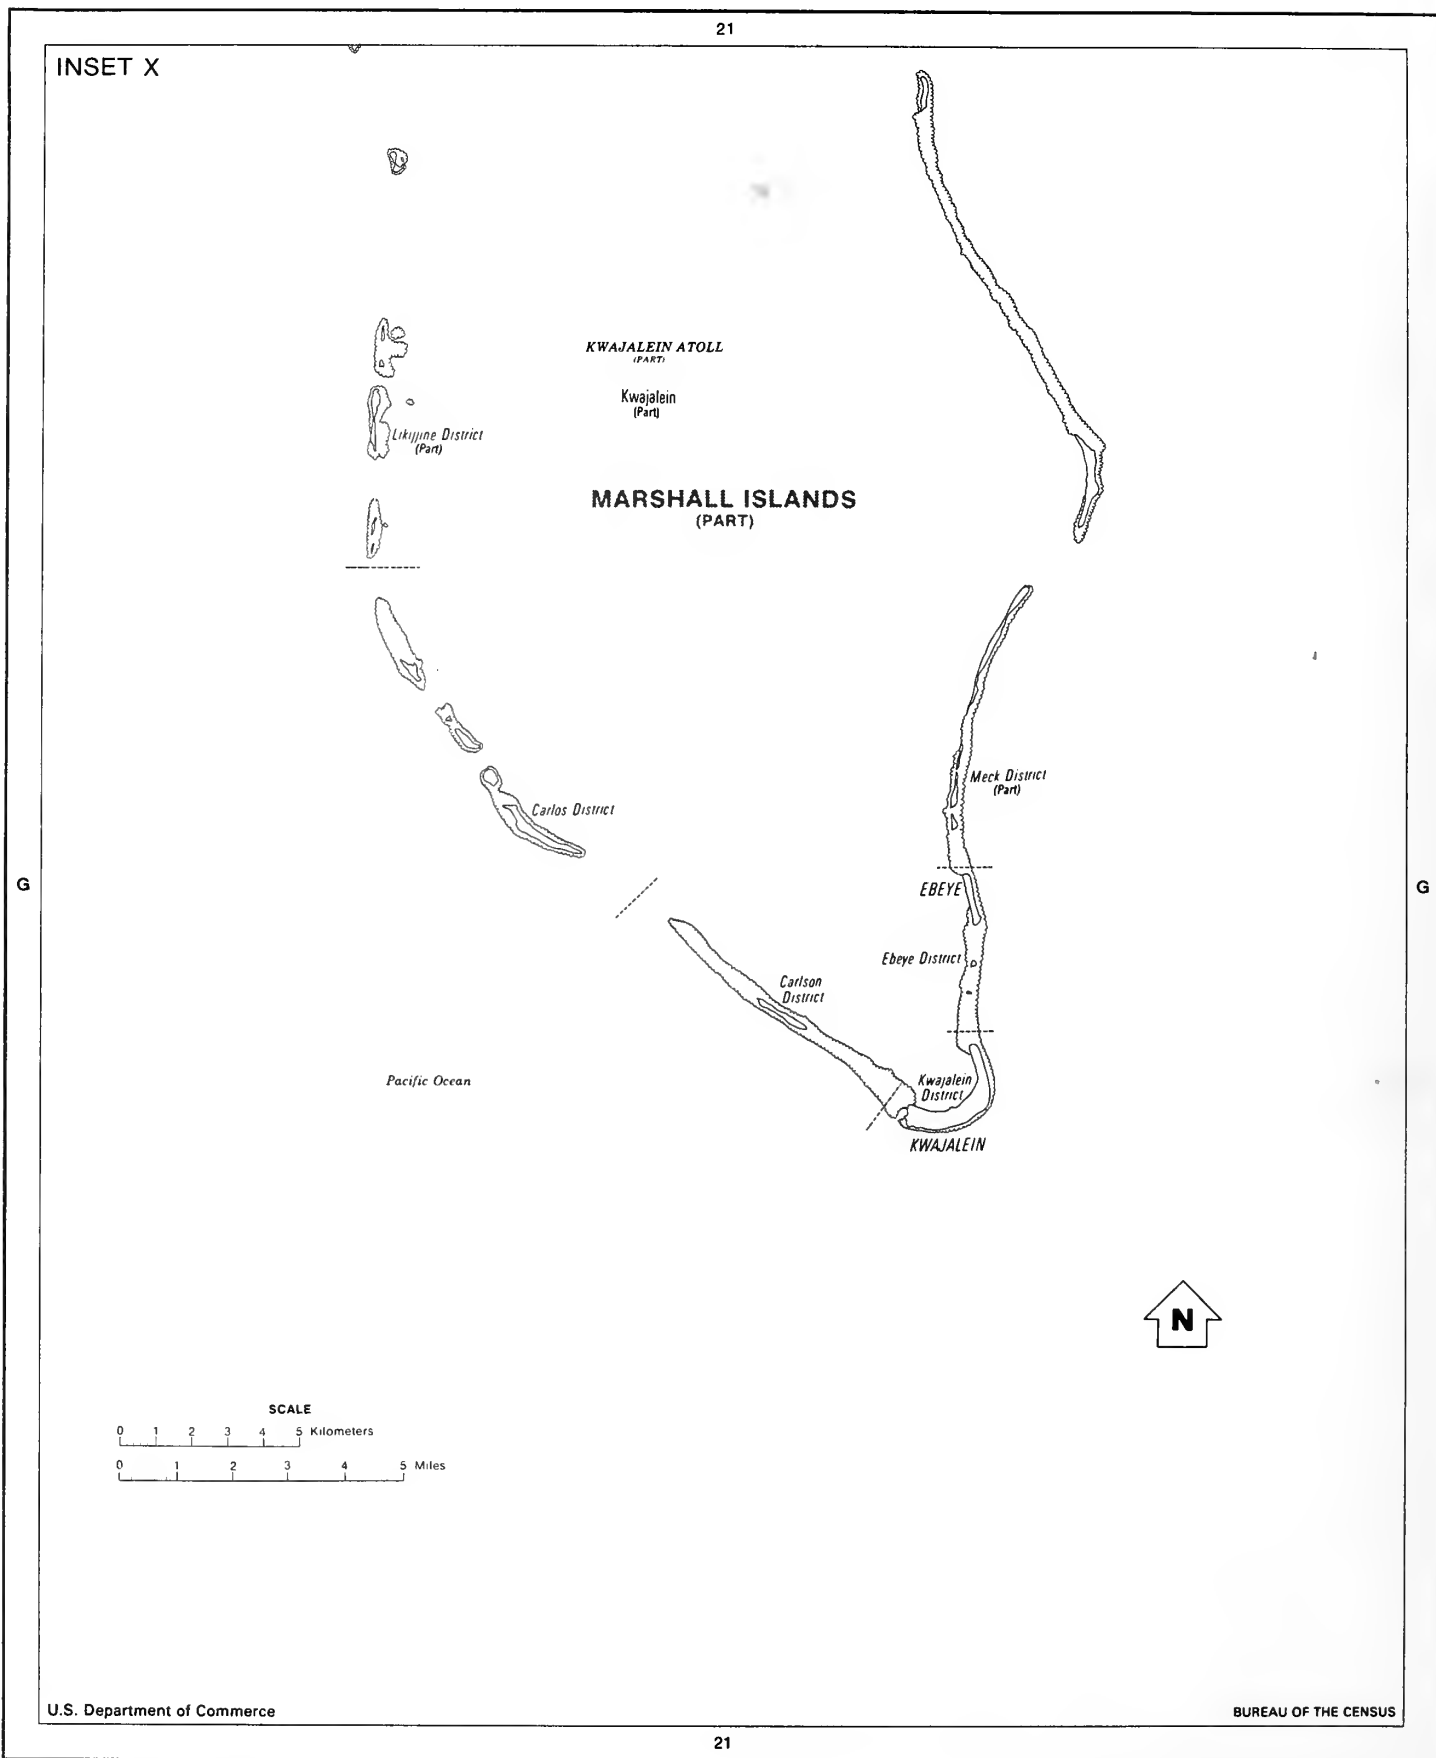 21
INSET X
KWAJALEIN ATOLL
(PART)
Kwajalein
(Part)
Likijjine District
(Part)
MARSHALL ISLANDS
(PART)
Meck District
(Part)
Carlos District
G
EBEYE
G
Ebeye District
Carlson
District
Pacific Ocean
Kwajalein
District
KWAJALEIN
N
SCALE
0 1 2 3 4 5 Kilometers
0 1 2 3 4 5 Miles
U.S. Department of Commerce
BUREAU OF THE CENSUS
21